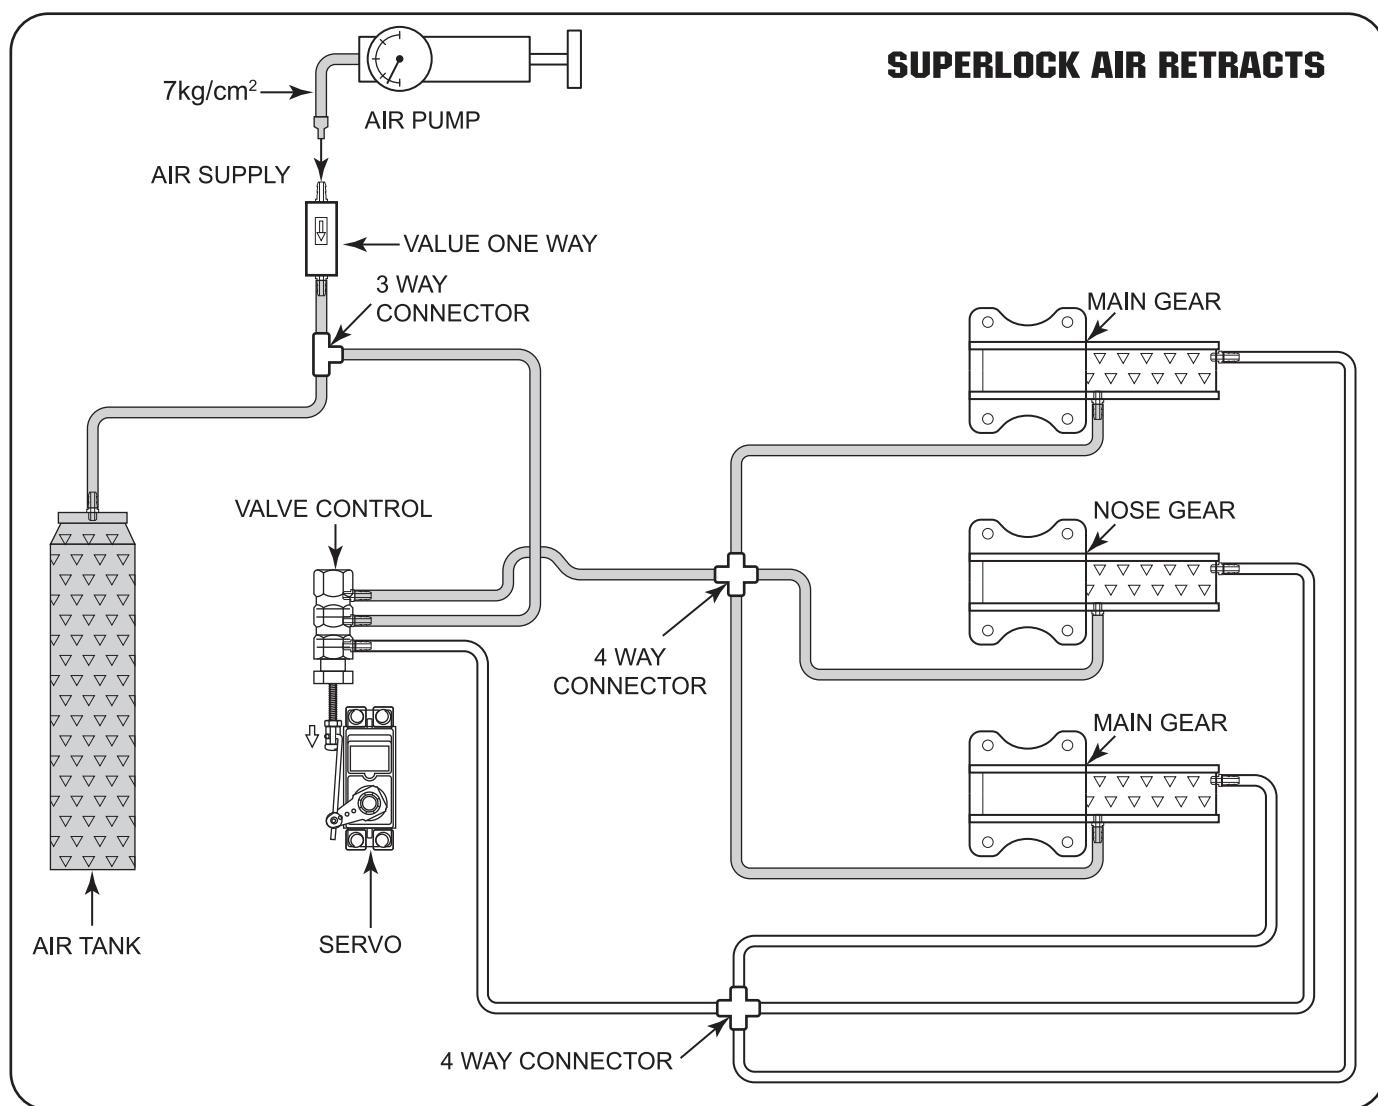 SUPERLOCK AIR RETRACTS
7kg/cm²
AIR PUMP
AIR SUPPLY
VALUE ONE WAY
3 WAY
CONNECTOR
MAIN GEAR
VALVE CONTROL
NOSE GEAR
4 WAY
CONNECTOR
MAIN GEAR
AIR TANK
SERVO
4 WAY CONNECTOR